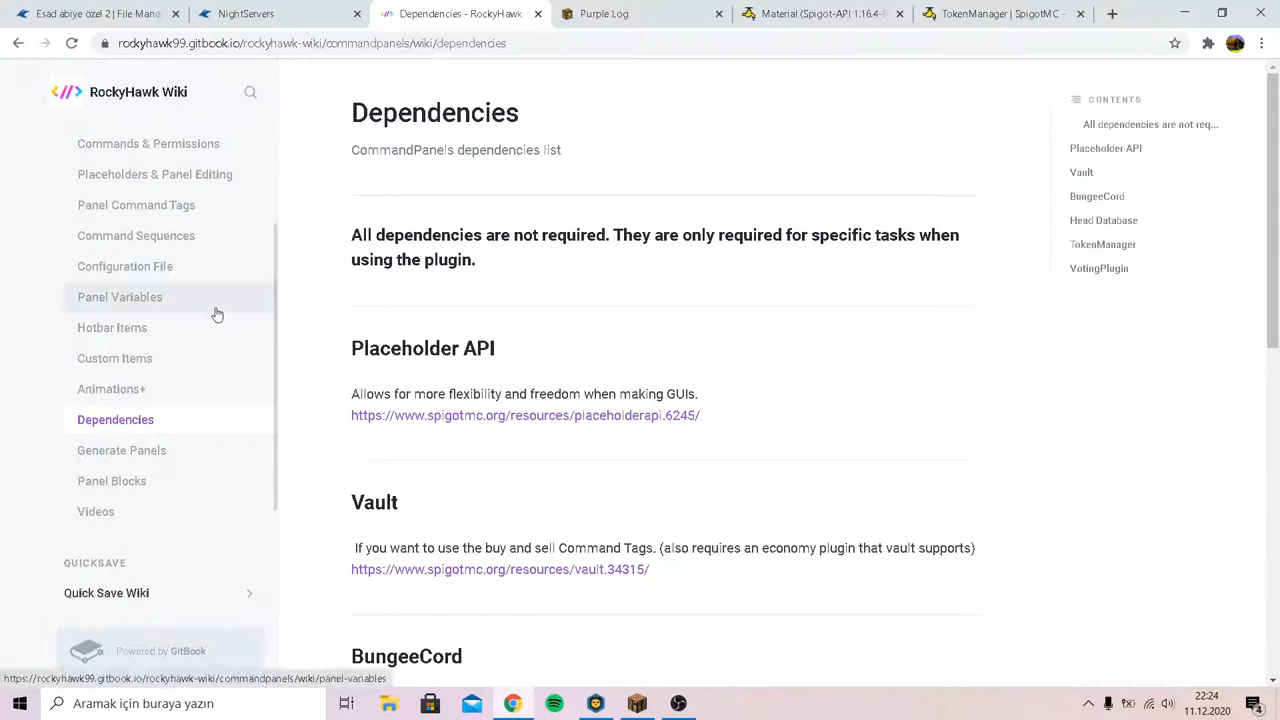 Esad aydın ozel 2 | File Manager
NightServers
Dependencies - RockyHawk
Purple Log
Material (Spigot-API 1.16.4-R
TokenManager | SpigotMC -
rockyhawk99.gitbook.io/rockyhawk-wiki/commandpanels/wiki/dependencies
RockyHawk Wiki
Commands & Permissions
Placeholders & Panel Editing
Panel Command Tags
Command Sequences
Configuration File
Panel Variables
Hotbar Items
Custom Items
Animations+
Dependencies
Generate Panels
Panel Blocks
Videos
QUICKSAVE
Quick Save Wiki
Powered by GitBook
https://rockyhawk99.gitbook.io/rockyhawk-wiki/commandpanels/wiki/panel-variables
Dependencies
CommandPanels dependencies list
All dependencies are not required. They are only required for specific tasks when
using the plugin.
Placeholder API
Allows for more flexibility and freedom when making GUIs.
https://www.spigotmc.org/resources/placeholderapi.6245/
Vault
If you want to use the buy and sell Command Tags. (also requires an economy plugin that vault supports)
https://www.spigotmc.org/resources/vault.34315/
BungeeCord
CONTENTS
All dependencies are not req...
Placeholder API
Vault
BungeeCord
Head Database
TokenManager
VotingPlugin
Aramak için buraya yazın
22:24
11.12.2020
4